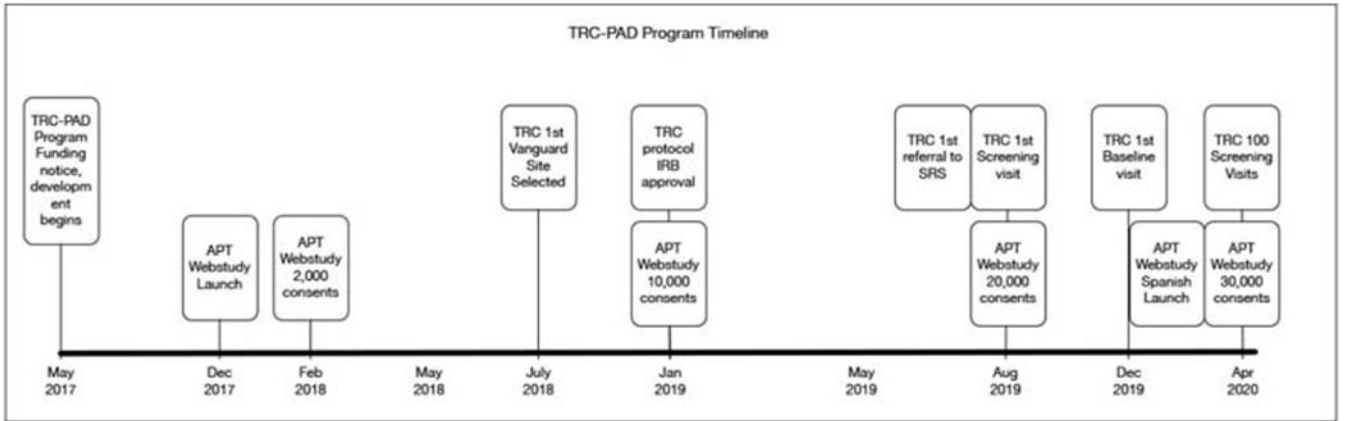 TRC-PAD Program Timeline
TRC-PAD
Program
Funding
notice,
developm
ent
begins
APT
Webstudy
Launch
APT
Webstudy
2,000
consents
TRC 1st
Vanguard
Site
Selected
TRC
protocol
IRB
approval
APT
Webstudy
10,000
consents
TRC 1st
referral to
SRS
TRC 1st
Screening
visit
APT
Webstudy
20,000
consents
TRC 1st
Baseline
visit
APT
Webstudy
Spanish
Launch
TRC 100
Screening
Visits
APT
Webstudy
30,000
consents
May
2017
Dec
2017
Feb
2018
May
2018
July
2018
Jan
2019
May
2019
Aug
2019
Dec
2019
Apr
2020